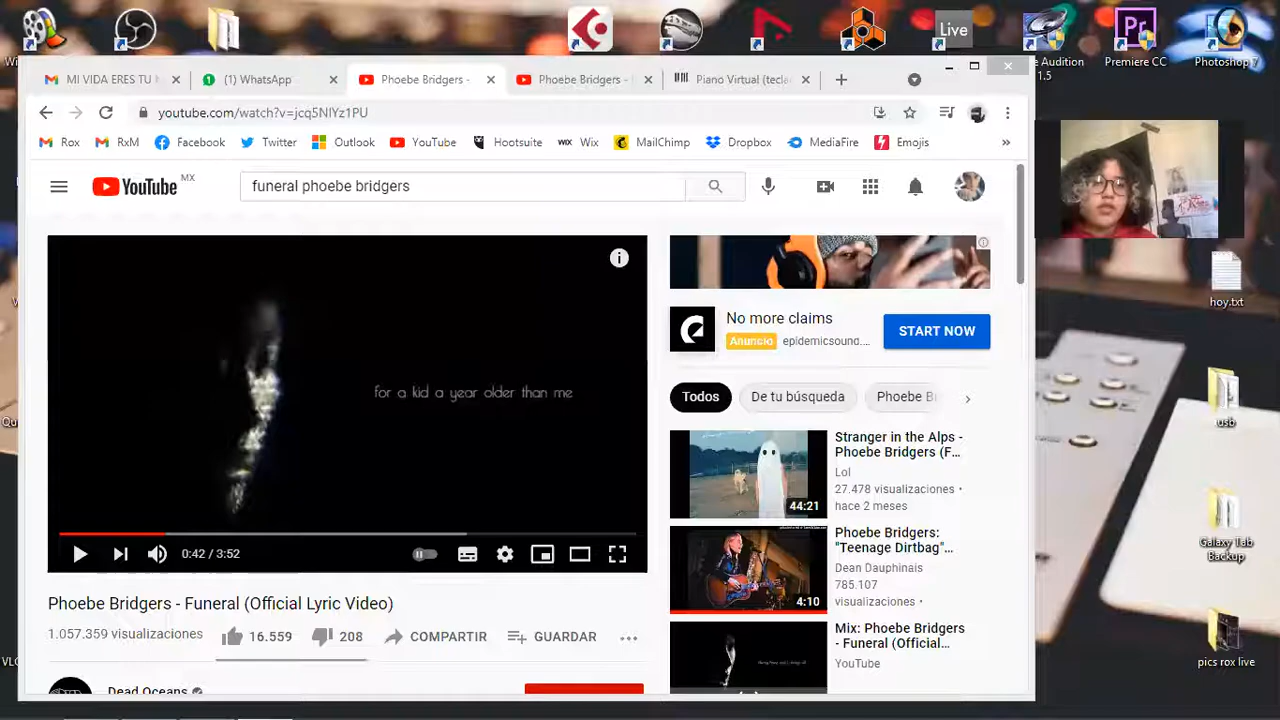 Live
Audition
1.5
Premiere CC
Photoshop 7
MI VIDA ERES TU
(1) WhatsApp
Phoebe Bridgers -
Phoebe Bridgers -
Piano Virtual (tecla
youtube.com/watch?v=jcq5NIYz1PU
Rox
RxM
Facebook
Twitter
Outlook
YouTube
Hootsuite
WIX Wix
MailChimp
Dropbox
MediaFire
Emojis
YouTube MX
funeral phoebe bridgers
for a kid a year older than me
0:42 / 3:52
Phoebe Bridgers - Funeral (Official Lyric Video)
1.057.359 visualizaciones
16.559
208
COMPARTIR
GUARDAR
Dead Oceans
No more claims
Anuncio epidemicsound....
START NOW
Todos
De tu búsqueda
Phoebe B
Stranger in the Alps -
Phoebe Bridgers (F...
Lol
27.478 visualizaciones •
hace 2 meses
44:21
Phoebe Bridgers:
"Teenage Dirtbag"...
Dean Dauphinais
785.107
visualizaciones •
4:10
Mix: Phoebe Bridgers
- Funeral (Official...
YouTube
hoy.txt
usb
Galaxy Tab
Backup
pics rox live